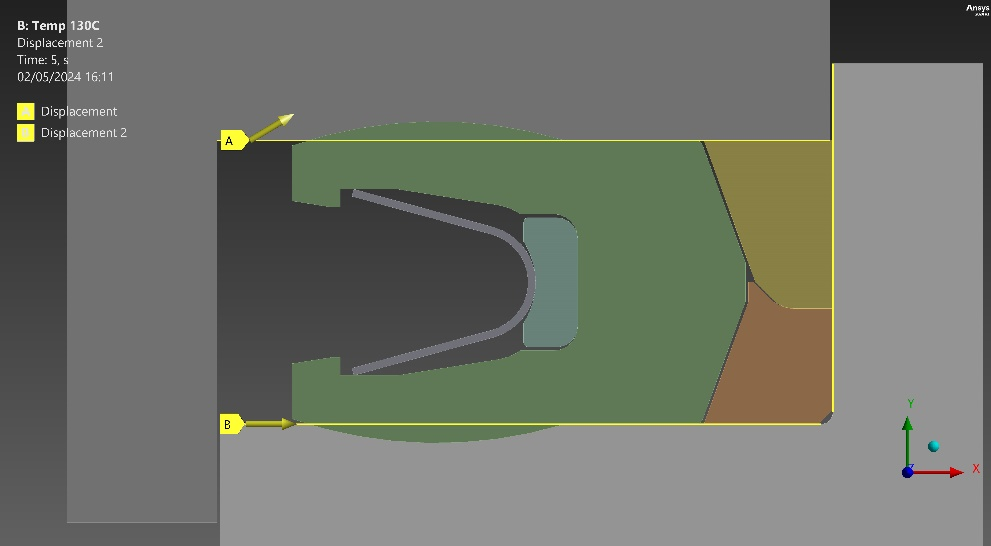 Ansys
B: Temp 130C
Displacement 2
Time: 5, s
02/05/2024 16:11
Displacement
Displacement 2
A
B
Y
X
Z